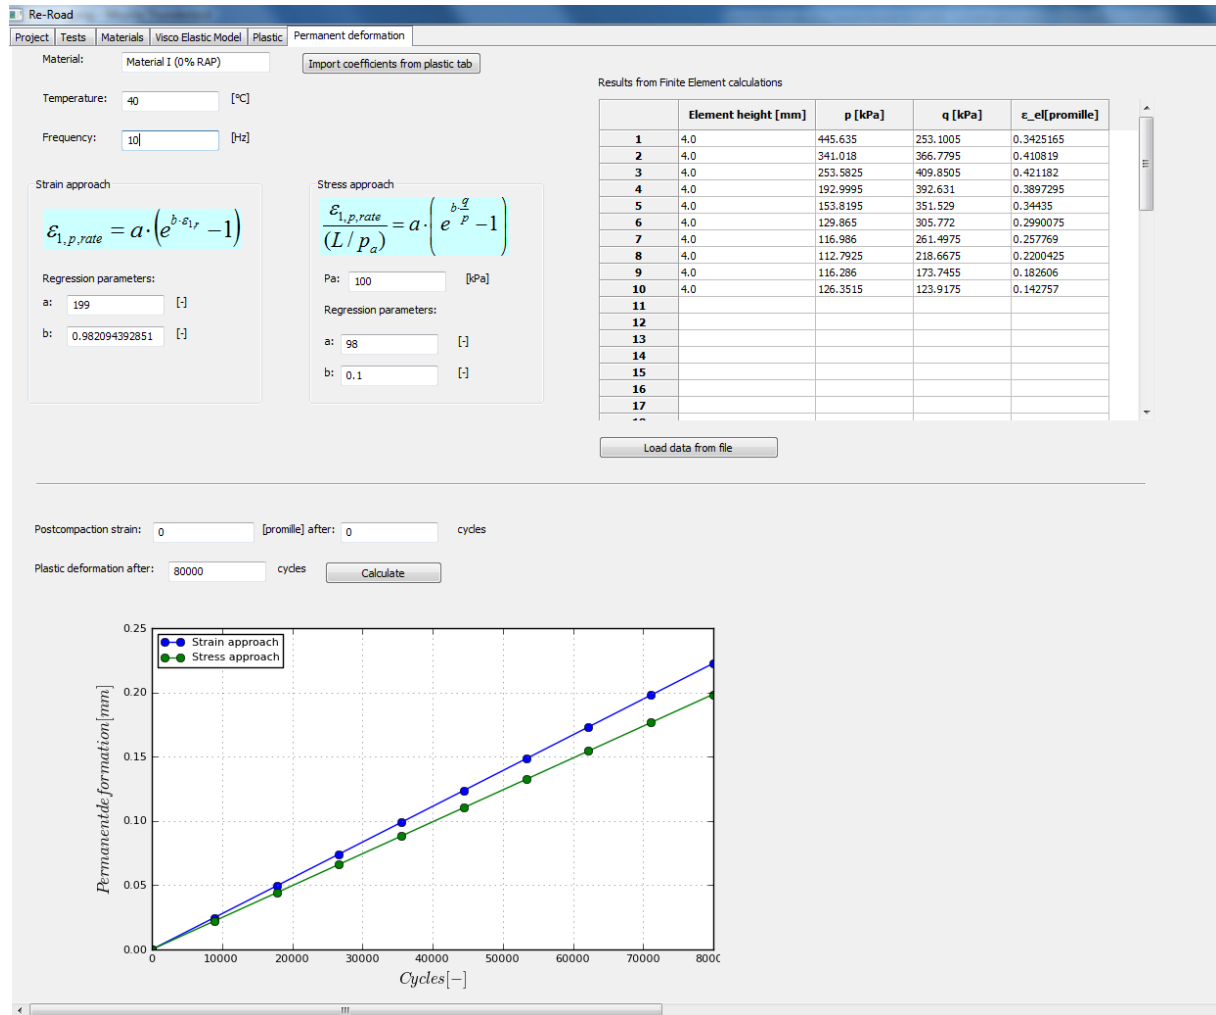 Re-Road
Project Tests Materials Visco Elastic Model Plastic Permanent deformation
Material: Material I (0% RAP) Import coefficients from plastic tab
Temperature: 40 [°C]
Frequency: 10 [Hz]
Strain approach
ε1,p,rate = a·(e^b·ε1r − 1)
Regression parameters:
a: 199 [-]
b: 0.982094392851 [-]
Stress approach
ε1,p,rate / (L / pa) = a·(e^b·q/p − 1)
Pa: 100 [kPa]
Regression parameters:
a: 98 [-]
b: 0.1 [-]
Results from Finite Element calculations
Element height [mm] p [kPa] q [kPa] ε_el[promille]
1 4.0 445.635 253.1005 0.3425165
2 4.0 341.018 366.7795 0.410819
3 4.0 253.5825 409.8505 0.421182
4 4.0 192.9995 392.631 0.3897295
5 4.0 153.8195 351.529 0.34435
6 4.0 129.865 305.772 0.2990075
7 4.0 116.986 261.4975 0.257769
8 4.0 112.7925 218.6675 0.2200425
9 4.0 116.286 173.7455 0.182606
10 4.0 126.3515 123.9175 0.142757
11
12
13
14
15
16
17
Load data from file
Postcompaction strain: 0 [promille] after: 0 cycles
Plastic deformation after: 80000 cycles Calculate
Strain approach
Stress approach
0.25
0.20
0.15
0.10
0.05
0.00
Permanentdeformation[mm]
0 10000 20000 30000 40000 50000 60000 70000 8000
Cycles[−]